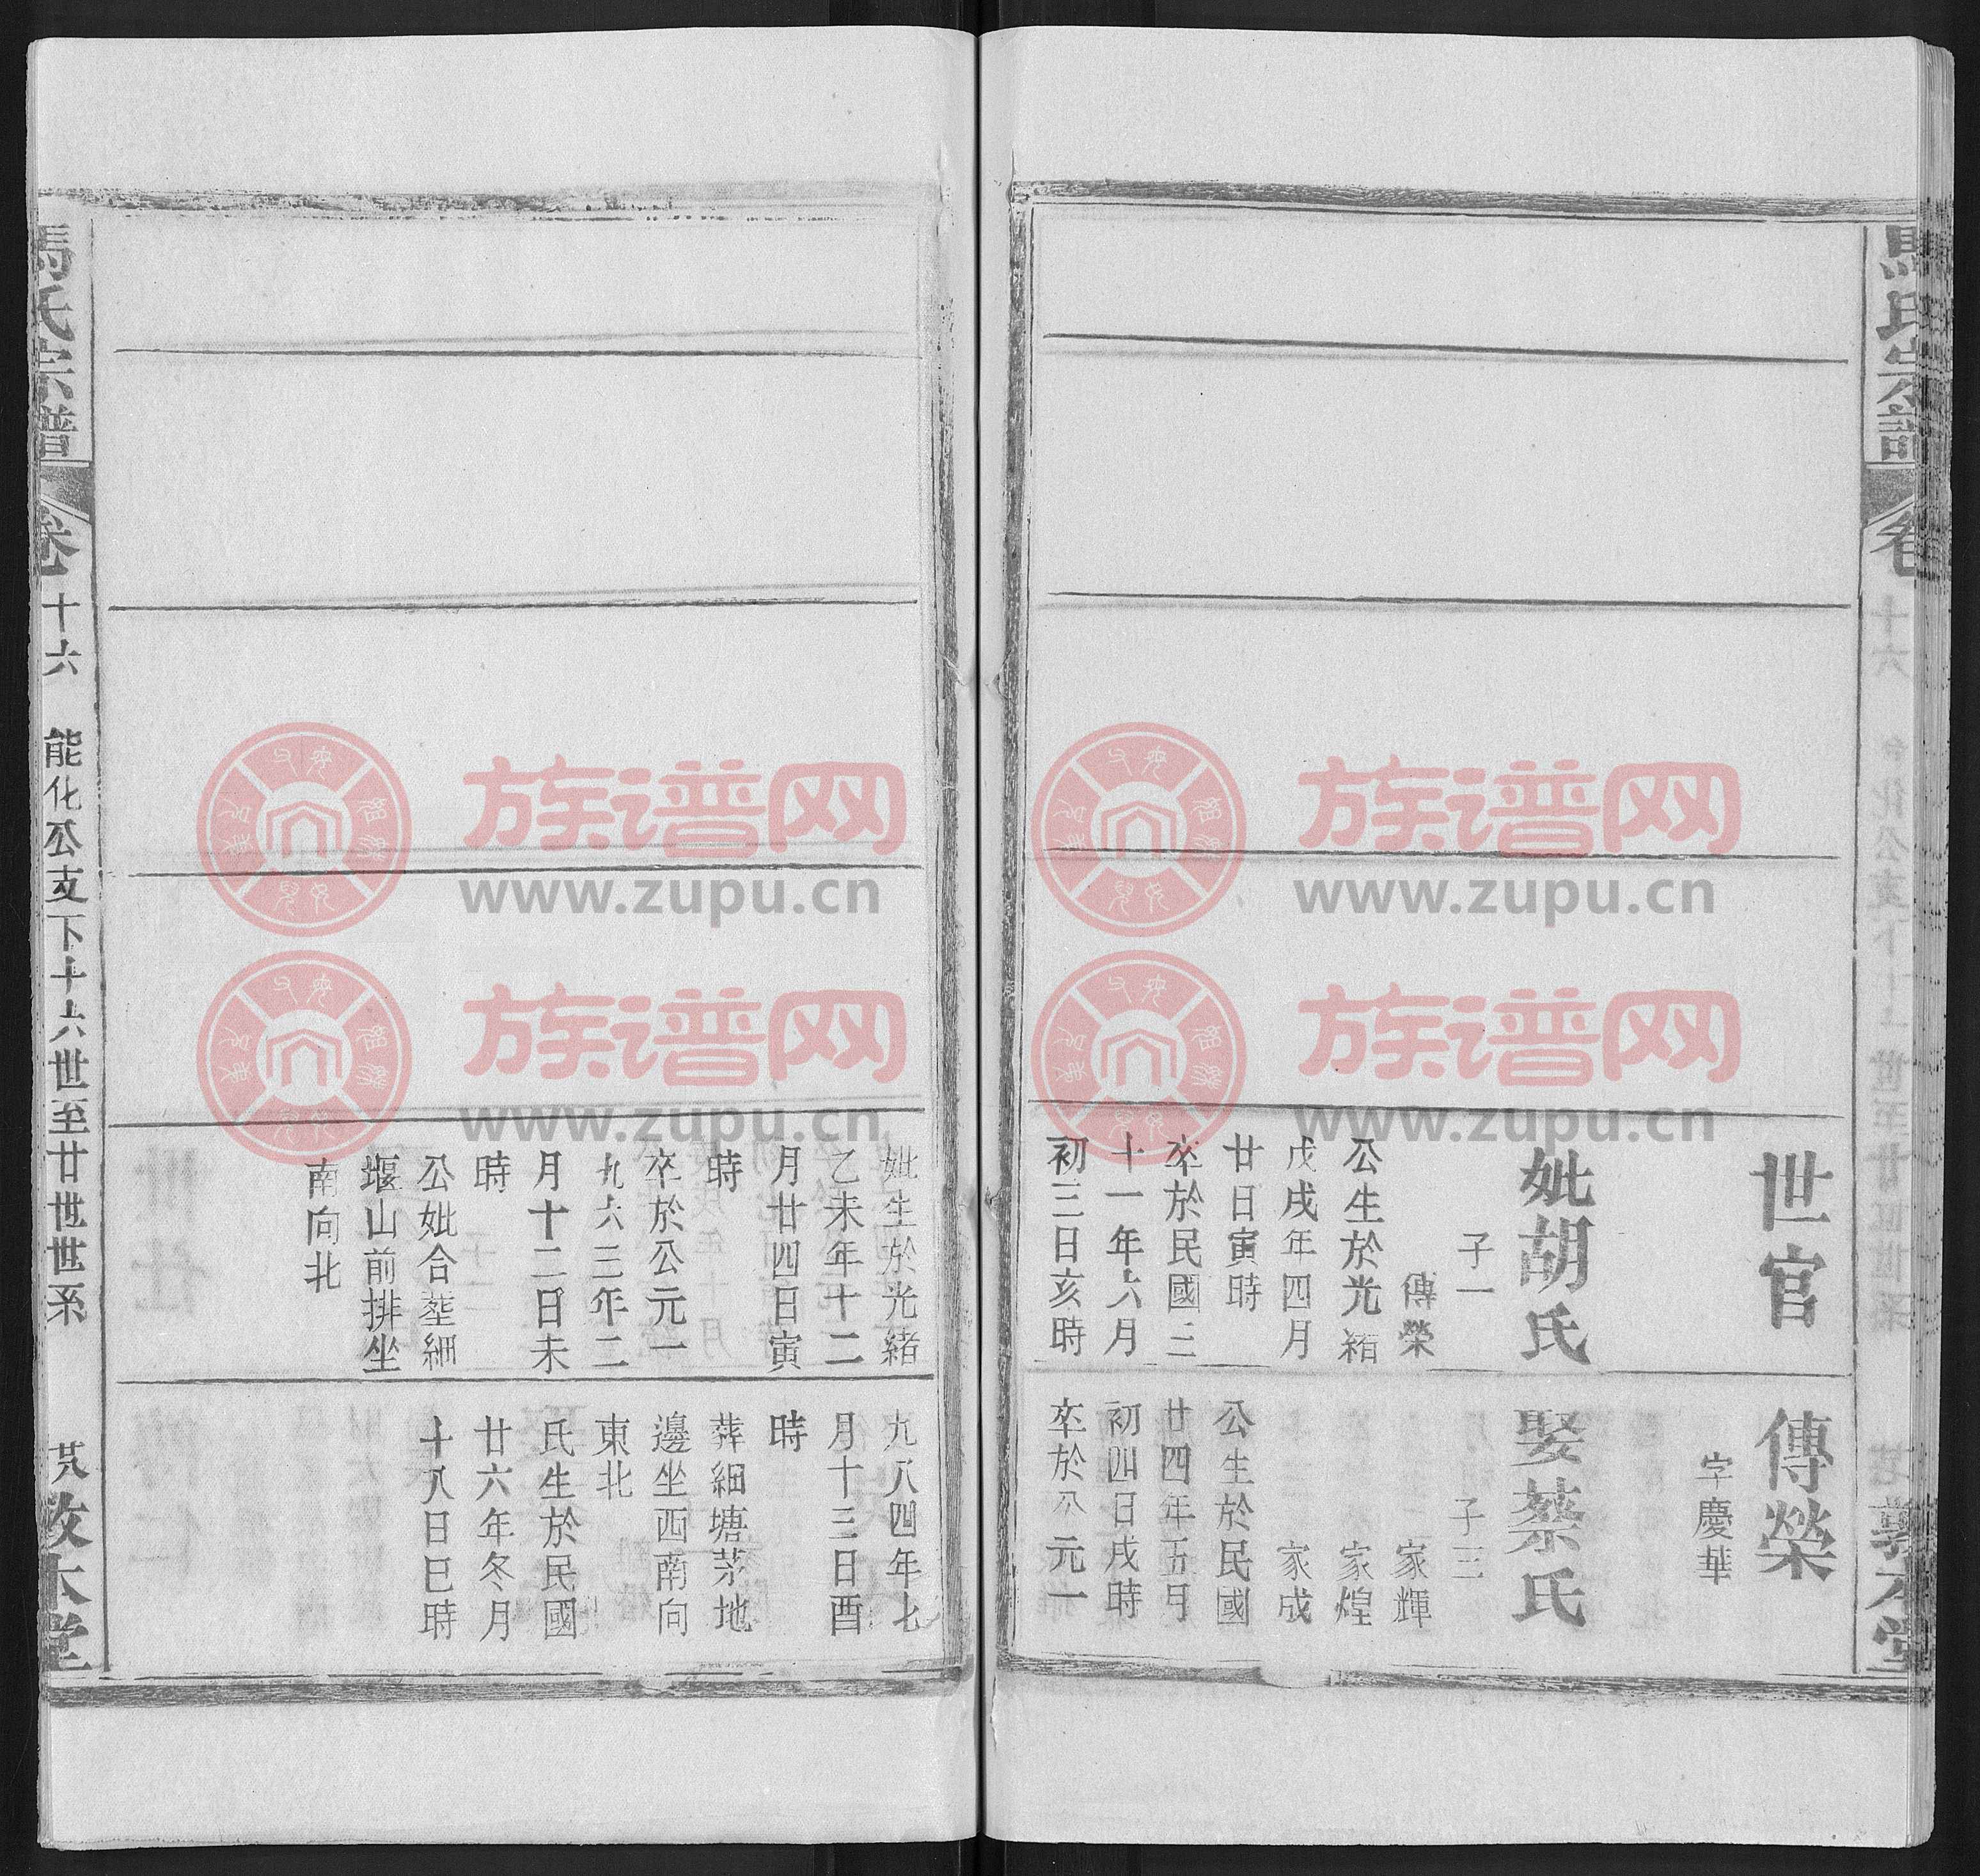 世官
妣胡氏
子一
傳榮
公生於光緒
戊戌年四月
廿日寅時
卒於民國二
十一年六月
初三日亥時
妣生於光緒
乙未年十二
月廿四日寅
時
卒於公元一
九六三年二
月十二日未
時
公妣合塟細
堰山前排坐
南向北
傳榮
字慶華
娶蔡氏
子三
家輝
家煌
家成
公生於民國
廿四年五月
初四日戌時
卒於公元一
九八四年七
月十三日酉
時
葬細塘茅地
邊坐西南向
東北
氏生於民國
廿六年冬月
十八日巳時
馬氏宗譜
卷
十六
能化公支下十六世至廿世世系
敦本堂
馬氏宗譜
卷
敦本堂
族谱网
www.zupu.cn
族谱网
www.zupu.cn
族谱网
www.zupu.cn
族谱网
www.zupu.cn